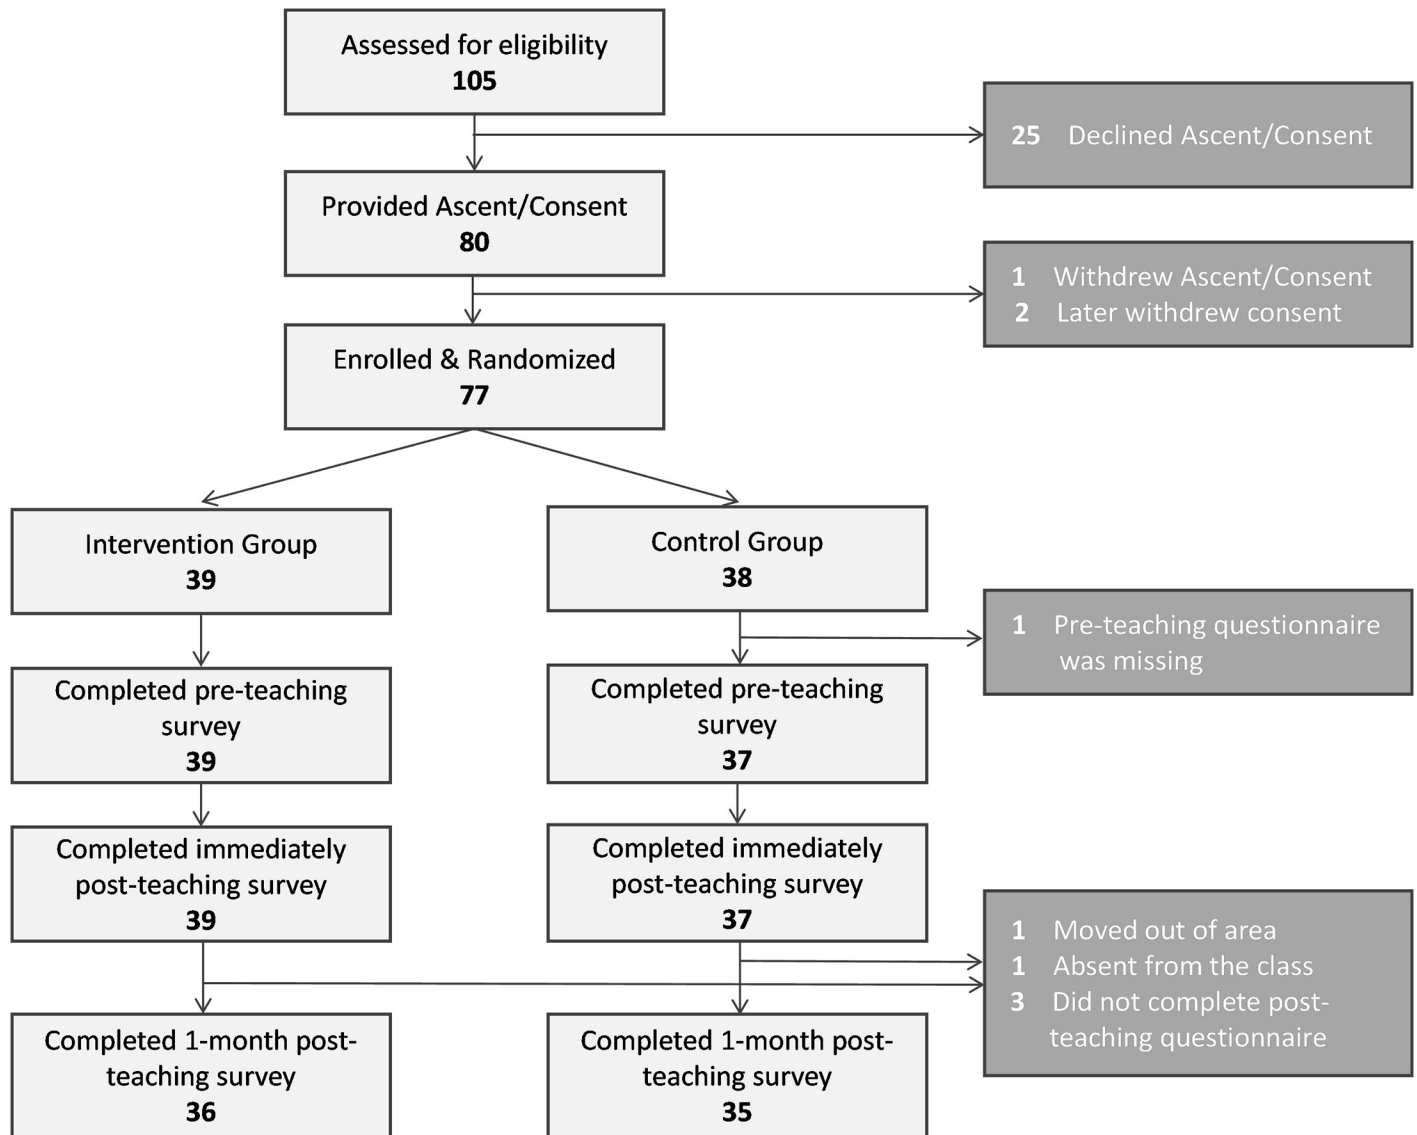 Assessed for eligibility
105
25 Declined Ascent/Consent
Provided Ascent/Consent
80
1 Withdrew Ascent/Consent
2 Later withdrew consent
Enrolled & Randomized
77
Intervention Group
39
Control Group
38
1 Pre-teaching questionnaire
was missing
Completed pre-teaching
survey
39
Completed pre-teaching
survey
37
Completed immediately
post-teaching survey
39
Completed immediately
post-teaching survey
37
1 Moved out of area
1 Absent from the class
3 Did not complete post-
teaching questionnaire
Completed 1-month post-
teaching survey
36
Completed 1-month post-
teaching survey
35